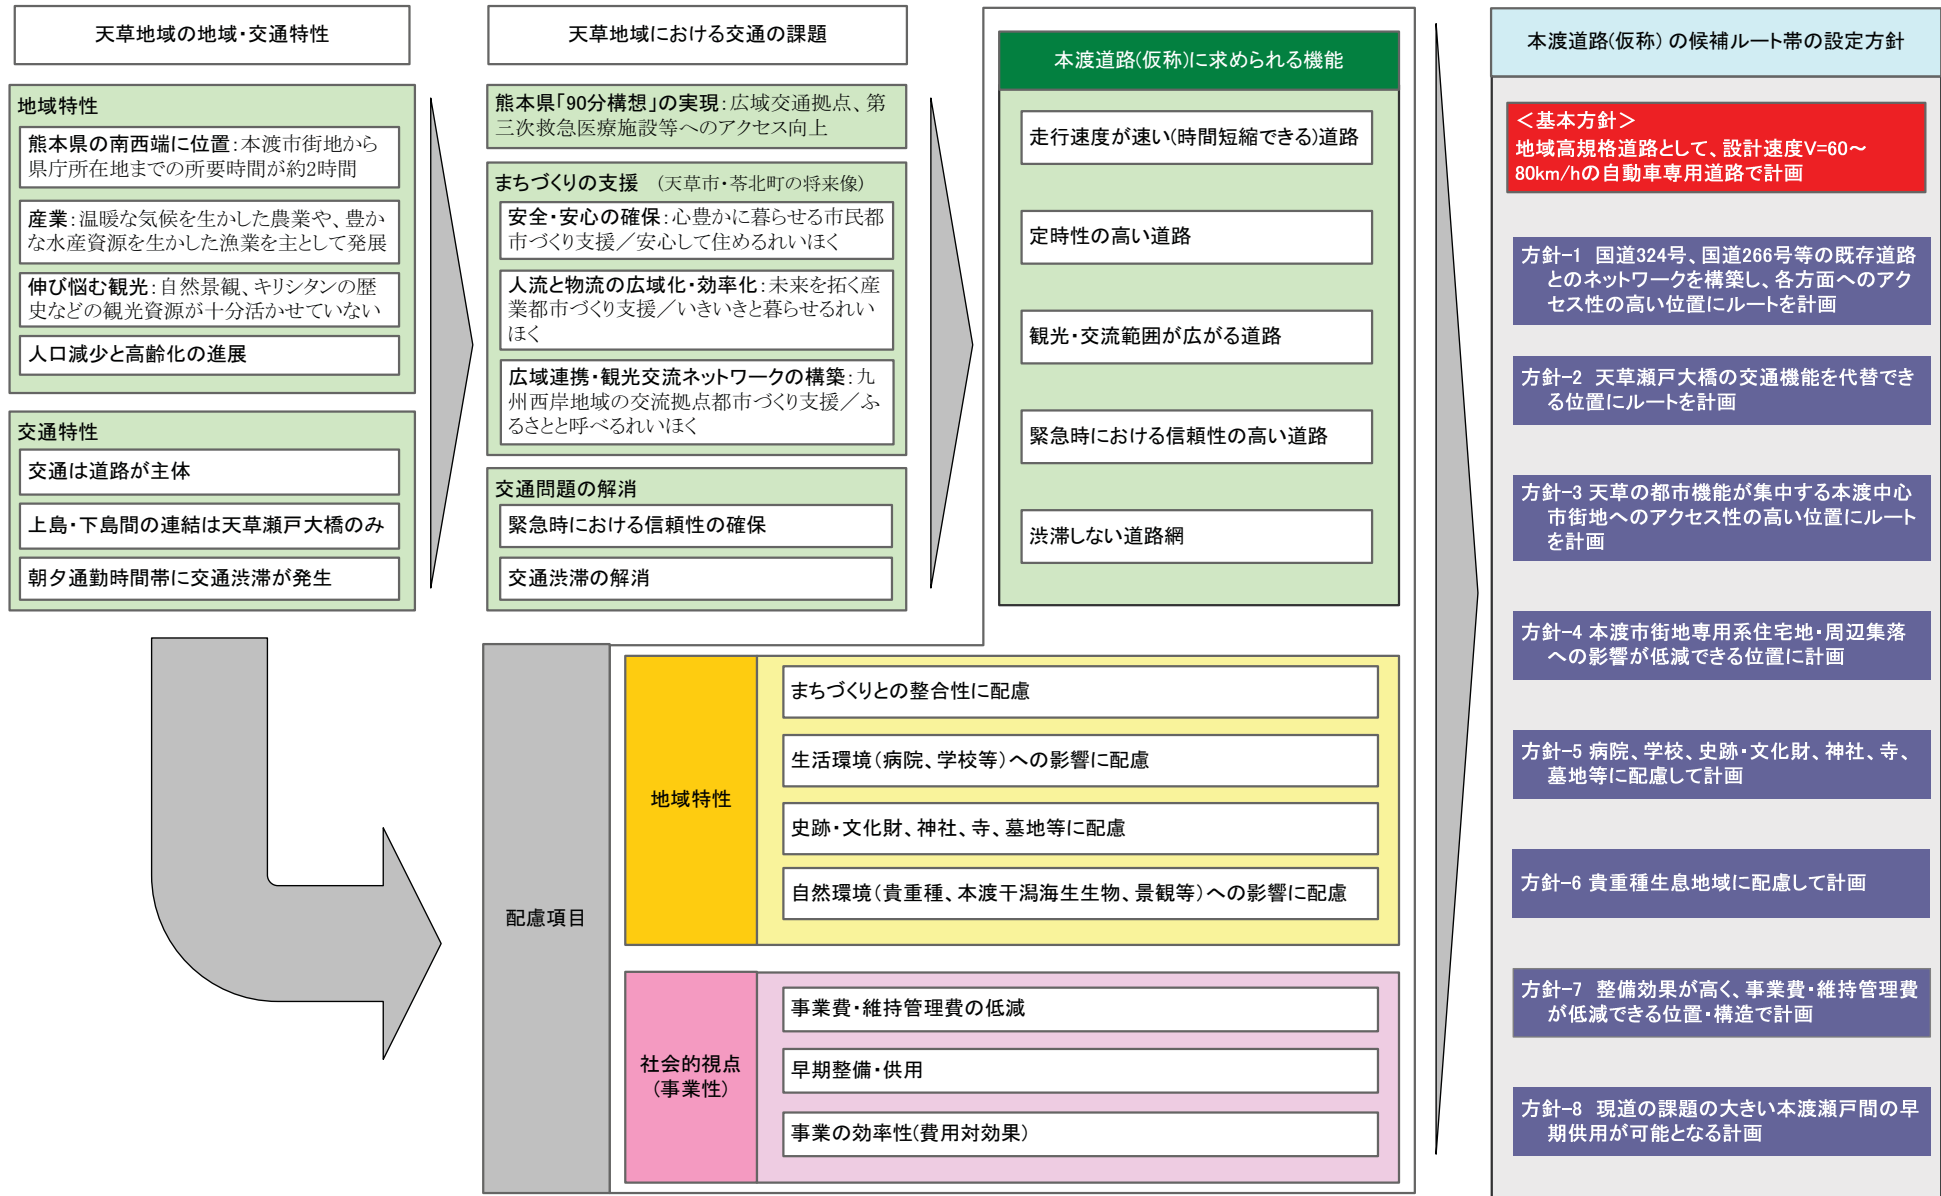 天草地域の地域・交通特性
地域特性
熊本県の南西端に位置：本渡市街地から
県庁所在地までの所要時間が約2時間
産業：温暖な気候を生かした農業や、豊か
な水産資源を生かした漁業を主として発展
伸び悩む観光：自然景観、キリシタンの歴
史などの観光資源が十分活かせていない
人口減少と高齢化の進展
交通特性
交通は道路が主体
上島・下島間の連結は天草瀬戸大橋のみ
朝夕通勤時間帯に交通渋滞が発生
天草地域における交通の課題
熊本県「90分構想」の実現：広域交通拠点、第
三次救急医療施設等へのアクセス向上
まちづくりの支援　（天草市・苓北町の将来像）
安全・安心の確保：心豊かに暮らせる市民都
市づくり支援／安心して住めるれいほく
人流と物流の広域化・効率化：未来を拓く産
業都市づくり支援／いきいきと暮らせるれい
ほく
広域連携・観光交流ネットワークの構築：九
州西岸地域の交流拠点都市づくり支援／ふ
るさとと呼べるれいほく
交通問題の解消
緊急時における信頼性の確保
交通渋滞の解消
本渡道路(仮称)に求められる機能
走行速度が速い(時間短縮できる)道路
定時性の高い道路
観光・交流範囲が広がる道路
緊急時における信頼性の高い道路
渋滞しない道路網
配慮項目
地域特性
まちづくりとの整合性に配慮
生活環境（病院、学校等）への影響に配慮
史跡・文化財、神社、寺、墓地等に配慮
自然環境（貴重種、本渡干潟海生生物、景観等）への影響に配慮
社会的視点
(事業性)
事業費・維持管理費の低減
早期整備・供用
事業の効率性(費用対効果)
本渡道路(仮称) の候補ルート帯の設定方針
＜基本方針＞
地域高規格道路として、設計速度V=60～
80km/hの自動車専用道路で計画
方針-1 国道324号、国道266号等の既存道路
とのネットワークを構築し、各方面へのアク
セス性の高い位置にルートを計画
方針-2 天草瀬戸大橋の交通機能を代替でき
る位置にルートを計画
方針-3 天草の都市機能が集中する本渡中心
市街地へのアクセス性の高い位置にルート
を計画
方針-4 本渡市街地専用系住宅地・周辺集落
への影響が低減できる位置に計画
方針-5 病院、学校、史跡・文化財、神社、寺、
墓地等に配慮して計画
方針-6 貴重種生息地域に配慮して計画
方針-7 整備効果が高く、事業費・維持管理費
が低減できる位置・構造で計画
方針-8 現道の課題の大きい本渡瀬戸間の早
期供用が可能となる計画